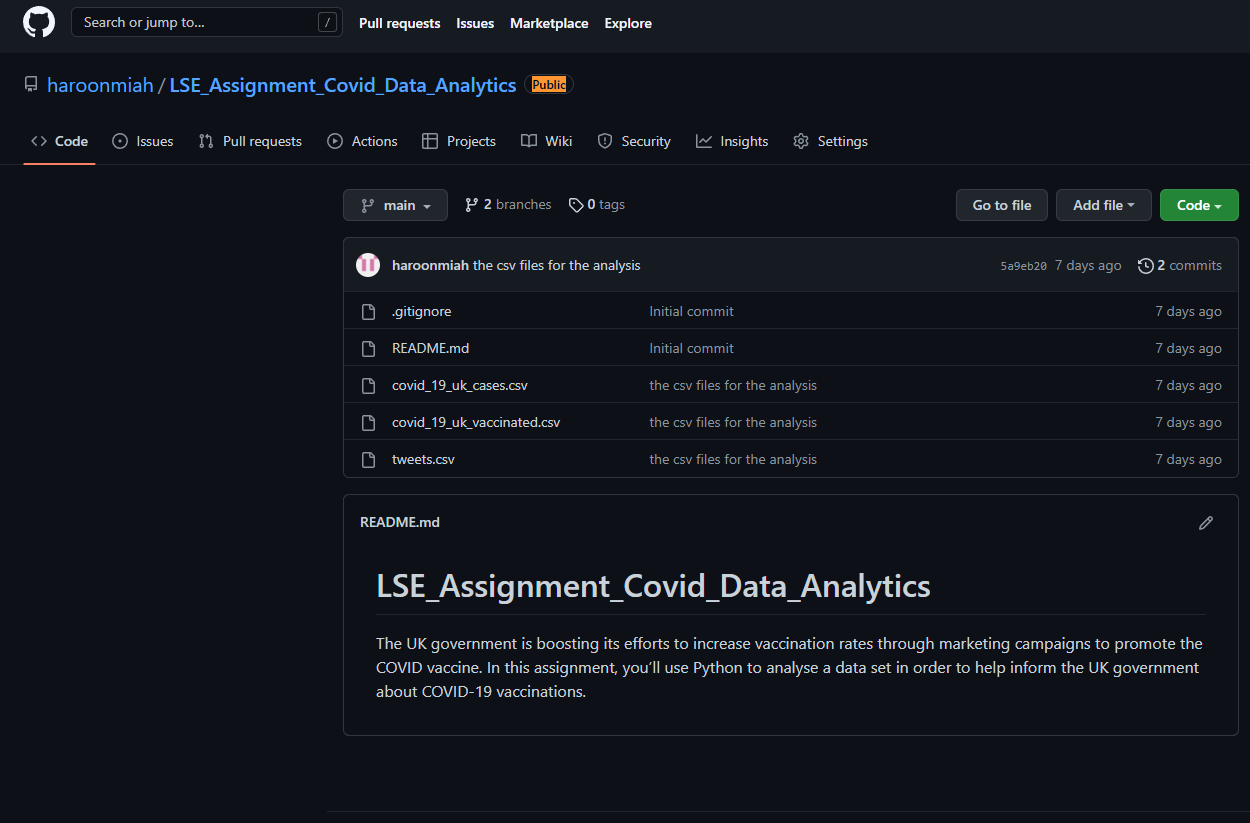 Search or jump to... /
Pull requests Issues Marketplace Explore
haroonmiah / LSE_Assignment_Covid_Data_Analytics Public
Code Issues Pull requests Actions Projects Wiki Security Insights Settings
main 2 branches 0 tags Go to file Add file Code
haroonmiah the csv files for the analysis 5a9eb20 7 days ago 2 commits
.gitignore Initial commit 7 days ago
README.md Initial commit 7 days ago
covid_19_uk_cases.csv the csv files for the analysis 7 days ago
covid_19_uk_vaccinated.csv the csv files for the analysis 7 days ago
tweets.csv the csv files for the analysis 7 days ago
README.md
LSE_Assignment_Covid_Data_Analytics
The UK government is boosting its efforts to increase vaccination rates through marketing campaigns to promote the
COVID vaccine. In this assignment, you’ll use Python to analyse a data set in order to help inform the UK government
about COVID-19 vaccinations.